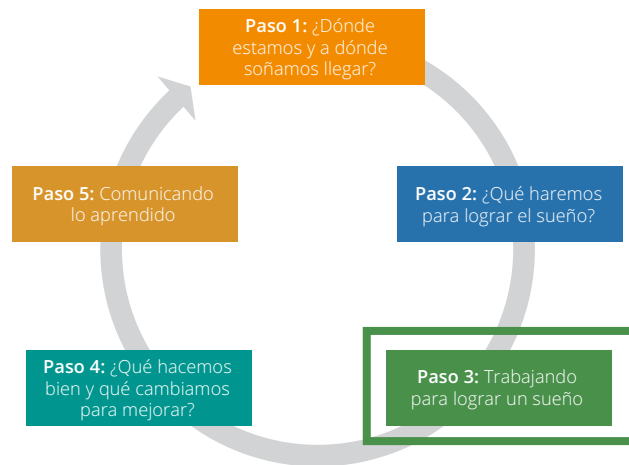 Paso 1: ¿Dónde
estamos y a dónde
soñamos llegar?
Paso 2: ¿Qué haremos
para lograr el sueño?
Paso 3: Trabajando
para lograr un sueño
Paso 4: ¿Qué hacemos
bien y qué cambiamos
para mejorar?
Paso 5: Comunicando
lo aprendido